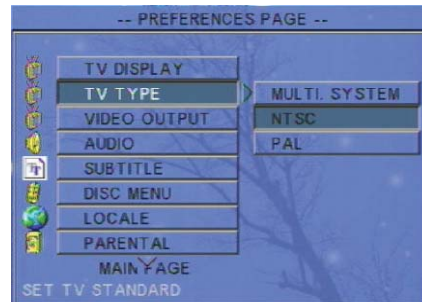 -- PREFERENCES PAGE --
TV DISPLAY
TV TYPE
VIDEO OUTPUT
AUDIO
SUBTITLE
DISC MENU
LOCALE
PARENTAL
MAIN PAGE
MULTI. SYSTEM
NTSC
PAL
SET TV STANDARD